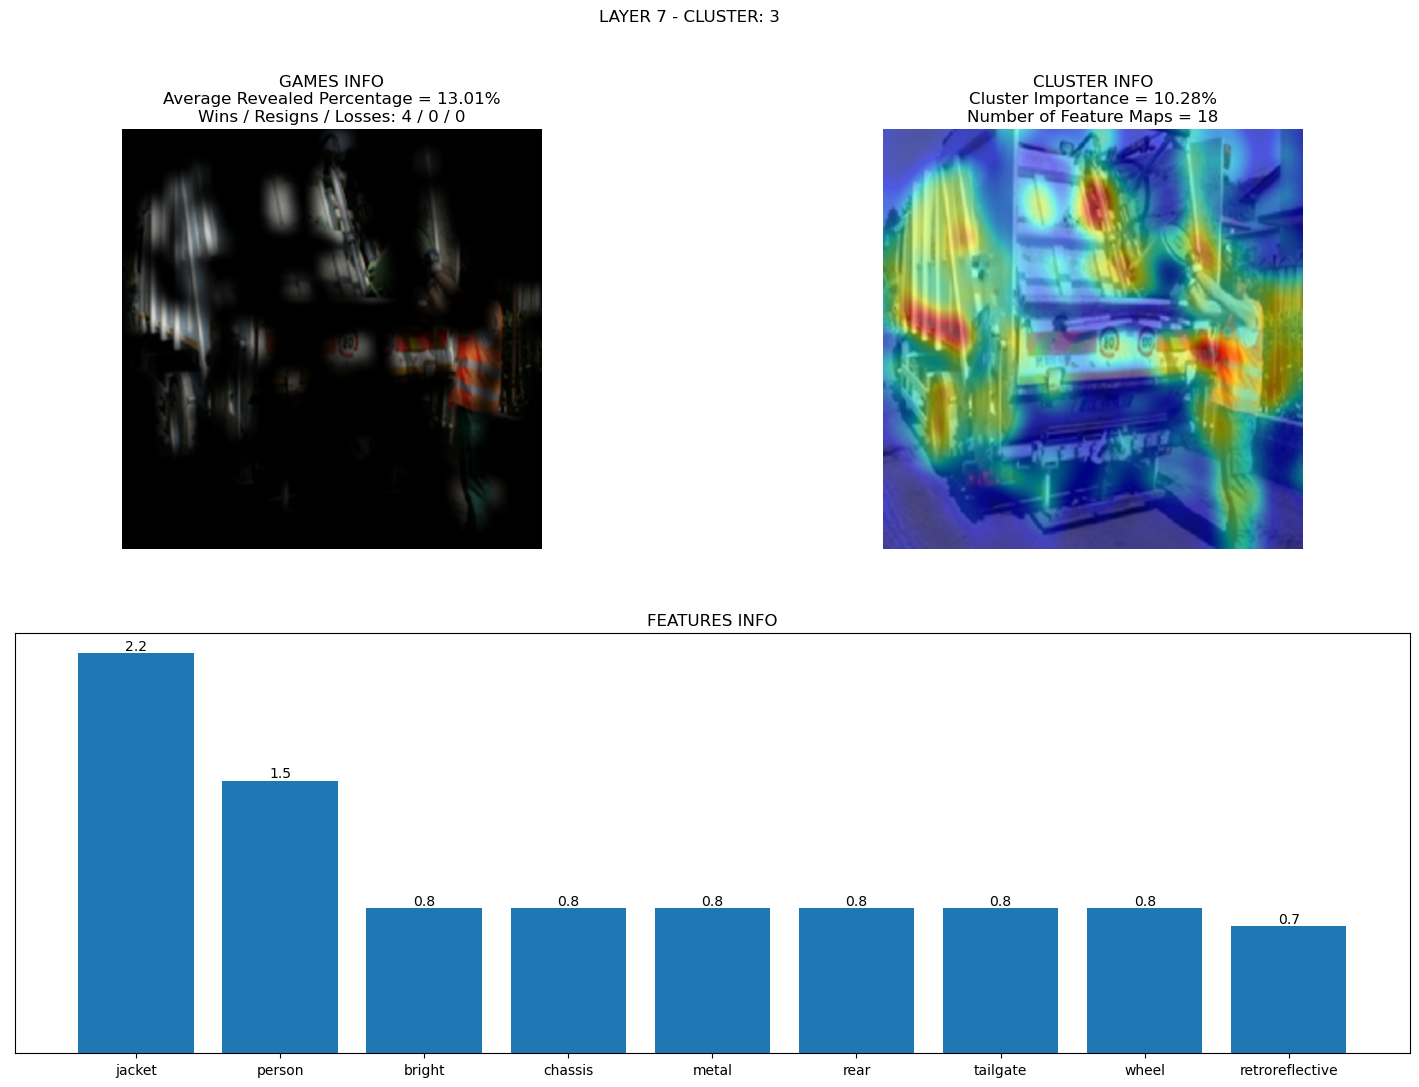 LAYER 7 - CLUSTER: 3
GAMES INFO
Average Revealed Percentage = 13.01%
Wins / Resigns / Losses: 4 / 0 / 0
CLUSTER INFO
Cluster Importance = 10.28%
Number of Feature Maps = 18
FEATURES INFO
2.2
1.5
0.8
0.8
0.8
0.8
0.8
0.8
0.7
jacket
person
bright
chassis
metal
rear
tailgate
wheel
retroreflective